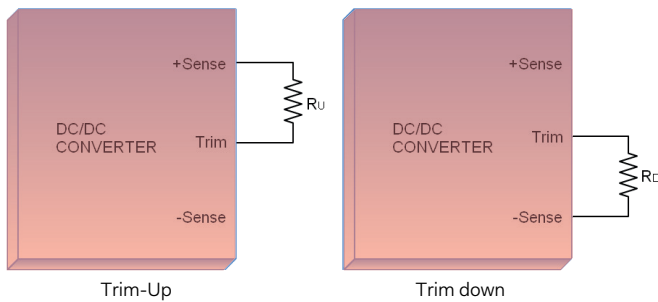 +Sense
RU
DC/DC
CONVERTER
Trim
-Sense
Trim-Up
+Sense
DC/DC
CONVERTER
Trim
RD
-Sense
Trim down